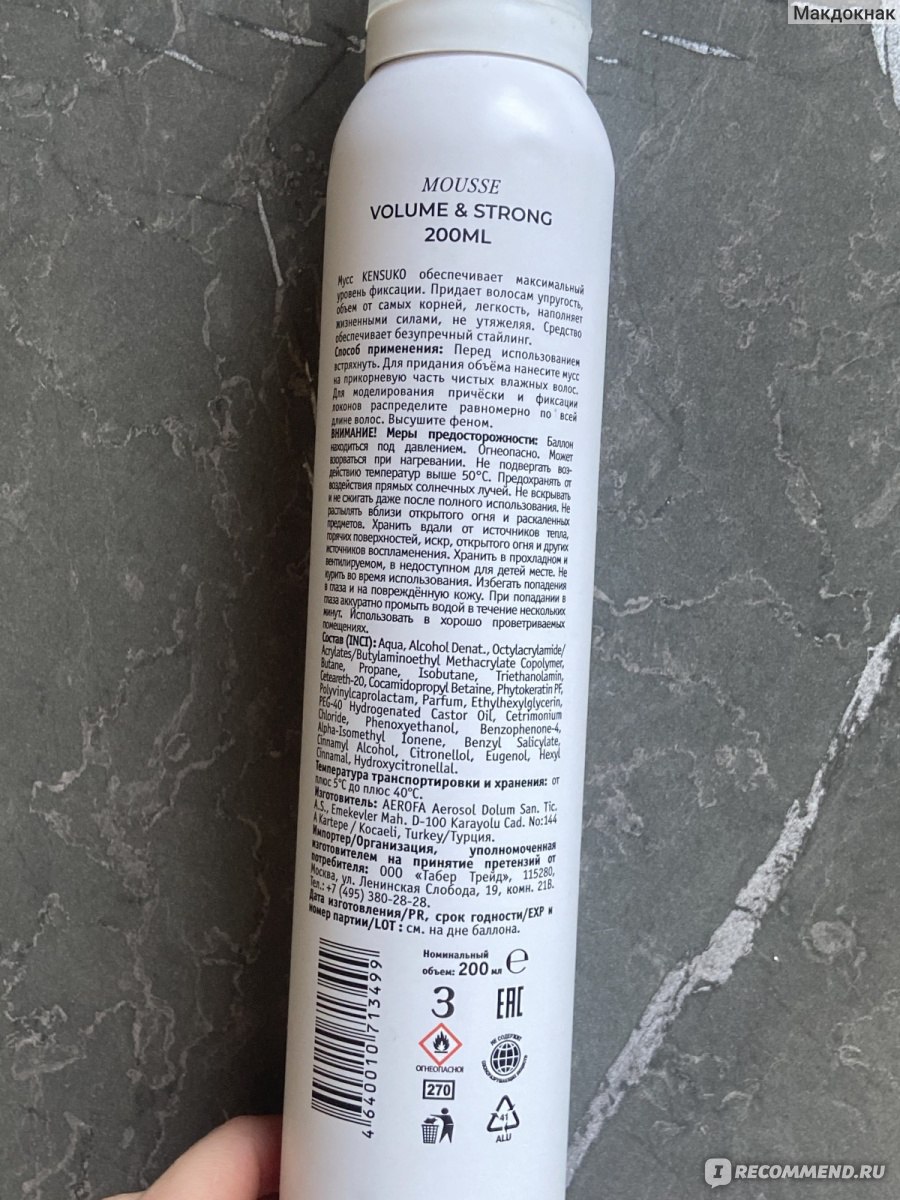 Макдокнак
MOUSSE
VOLUME & STRONG
200ML
Мусс KENSUKO обеспечивает максимальный
уровень фиксации. Придает волосам упругость,
объем от самых корней, легкость, наполняет
жизненными силами, не утяжеляя. Средство
обеспечивает безупречный стайлинг.
Способ применения: Перед использованием
встряхнуть. Для придания объёма нанесите мусс
на прикорневую часть чистых влажных волос.
Для моделирования причёски и фиксации
локонов распределите равномерно по всей
длине волос. Высушите феном.
ВНИМАНИЕ! Меры предосторожности: Баллон
находиться под давлением. Огнеопасно. Может
взорваться при нагревании. Не подвергать воз-
действию температур выше 50°C. Предохранять от
воздействия прямых солнечных лучей. Не вскрывать
и не сжигать даже после полного использования. Не
распылять вблизи открытого огня и раскаленных
предметов. Хранить вдали от источников тепла,
горячих поверхностей, искр, открытого огня и других
источников воспламенения. Хранить в прохладном и
вентилируемом, в недоступном для детей месте. Не
курить во время использования. Избегать попадения
в глаза и на повреждённую кожу. При попадании в
глаза аккуратно промыть водой в течение нескольких
минут. Использовать в хорошо проветриваемых
помещениях.
Состав (INCI): Aqua, Alcohol Denat., Octylacrylamide/
Acrylates/Butylaminoethyl Methacrylate Copolymer,
Butane, Propane, Isobutane, Triethanolamin,
Ceteareth-20, Cocamidopropyl Betaine, Phytokeratin PF,
Polyvinylcaprolactam, Parfum, Ethylhexylglycerin,
PEG-40 Hydrogenated Castor Oil, Cetrimonium
Chloride, Phenoxyethanol, Benzophenone-4,
Alpha-Isomethyl Ionene, Benzyl Salicylate,
Cinnamyl Alcohol, Citronellol, Eugenol, Hexyl
Cinnamal, Hydroxycitronellal.
Температура транспортировки и хранения: от
плюс 5°C до плюс 40°C.
Изготовитель: AEROFA Aerosol Dolum San. Tic.
A.S., Emekevler Mah. D-100 Karayolu Cad. No:144
A Kartepe / Kocaeli, Turkey/Турция.
Импортер/Организация, уполномоченная
изготовителем на принятие претензий от
потребителя: ООО «Табер Трейд», 115280,
Москва, ул. Ленинская Слобода, 19, комн. 21В.
Тел.: +7 (495) 380-28-28.
Дата изготовления/PR, срок годности/EXP и
номер партии/LOT : см. на дне баллона.
Номинальный
объем: 200 мл e
3 EAC
ОГНЕОПАСНО!
НЕ СОДЕРЖИТ
270
41
ALU
4 640010 713499
IRECOMMEND.RU